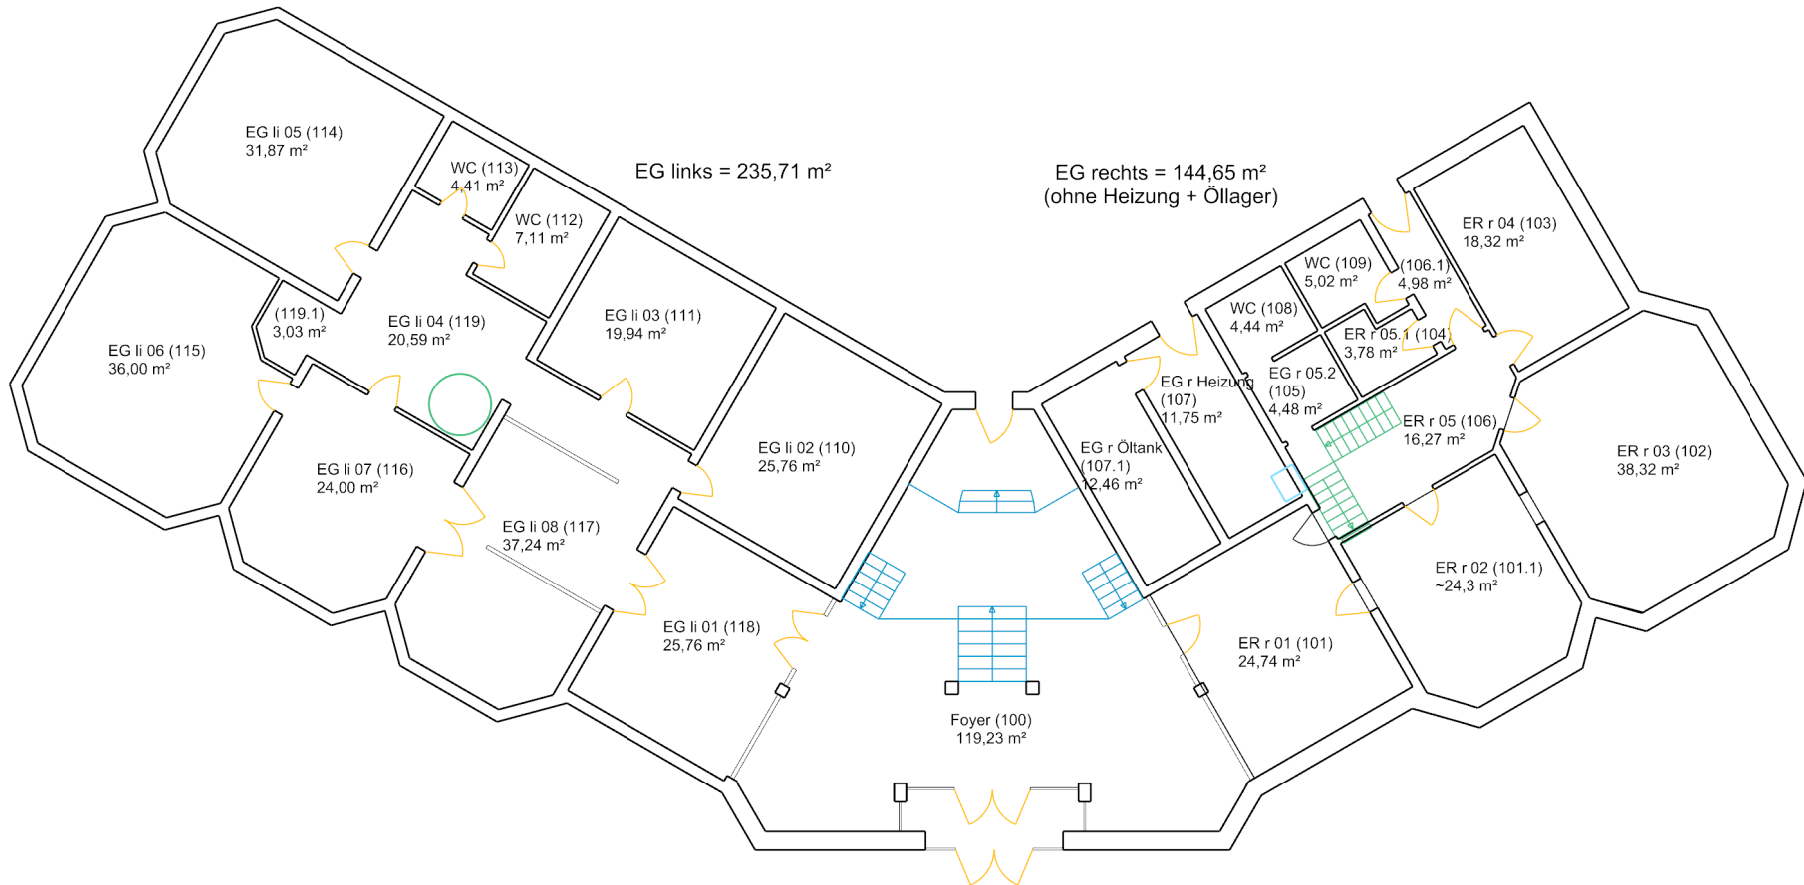 EG li 05 (114)
31,87 m²
WC (113)
4,41 m²
EG links = 235,71 m²
EG rechts = 144,65 m²
(ohne Heizung + Öllager)
WC (112)
7,11 m²
ER r 04 (103)
18,32 m²
WC (109)
5,02 m²
(106.1)
4,98 m²
(119.1)
3,03 m²
EG li 04 (119)
20,59 m²
EG li 03 (111)
19,94 m²
WC (108)
4,44 m²
ER r 05.1 (104)
3,78 m²
EG li 06 (115)
36,00 m²
EG r Heizung
(107)
11,75 m²
EG r 05.2
(105)
4,48 m²
ER r 05 (106)
16,27 m²
EG li 02 (110)
25,76 m²
EG r Öltank
(107.1)
12,46 m²
ER r 03 (102)
38,32 m²
EG li 07 (116)
24,00 m²
EG li 08 (117)
37,24 m²
ER r 02 (101.1)
~24,3 m²
EG li 01 (118)
25,76 m²
ER r 01 (101)
24,74 m²
Foyer (100)
119,23 m²